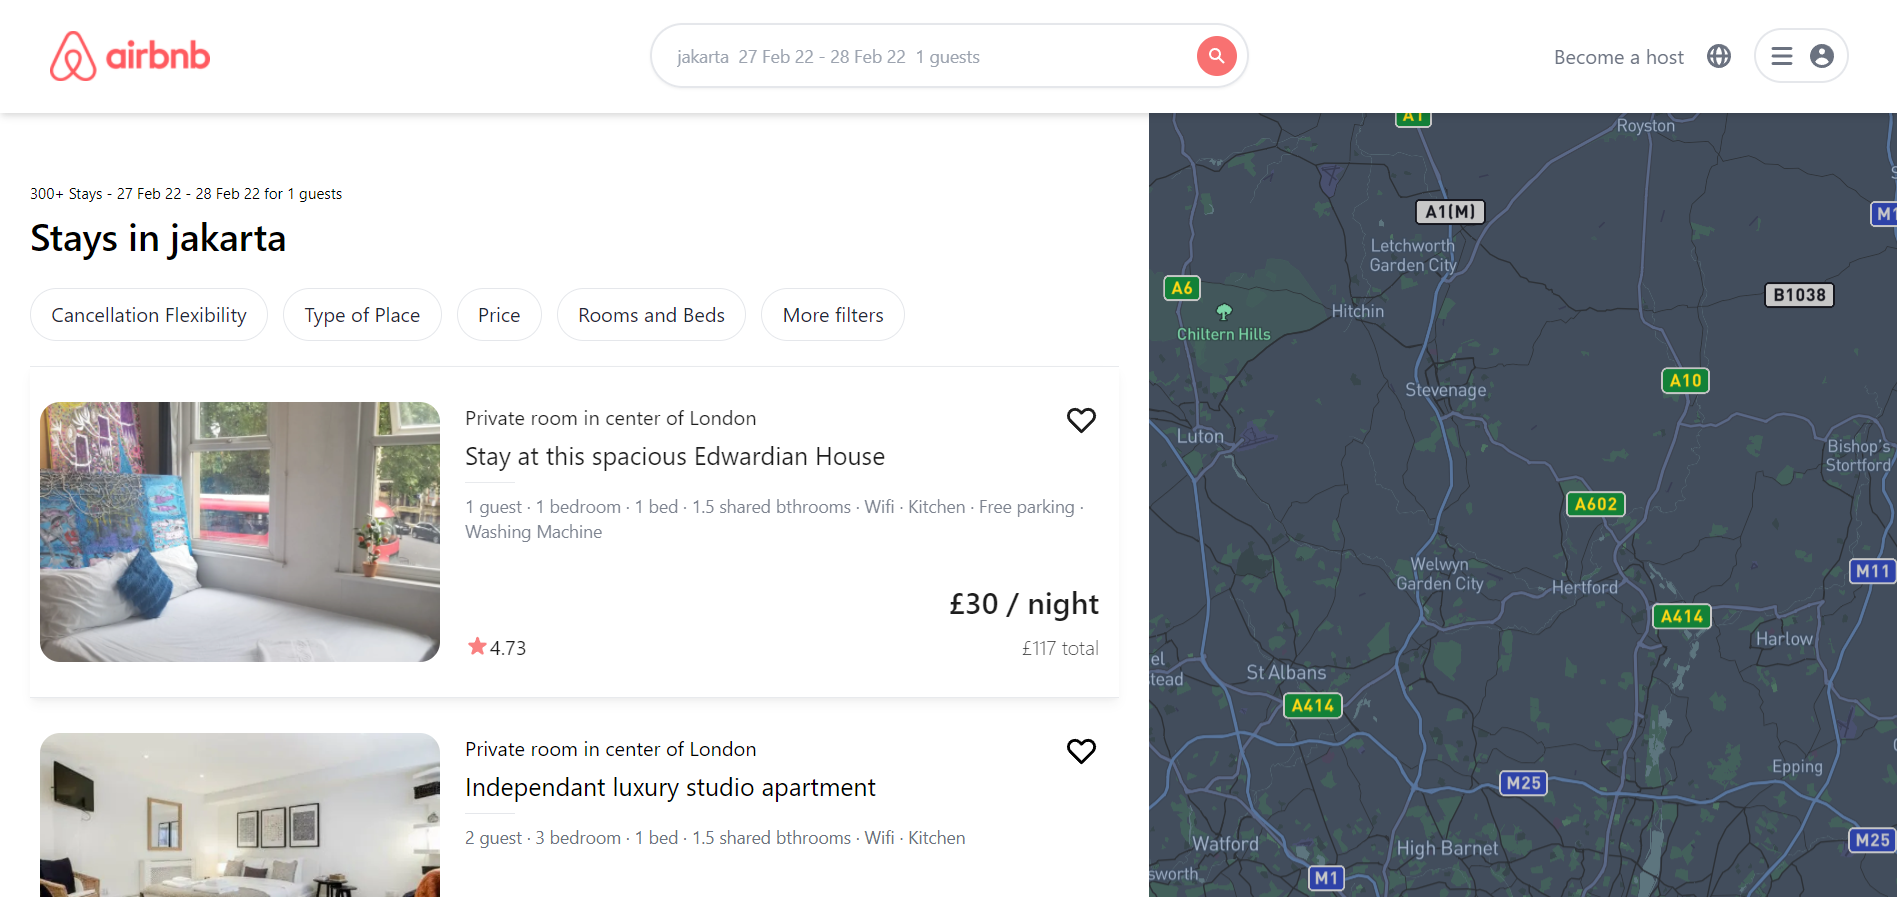 airbnb
jakarta 27 Feb 22 - 28 Feb 22 1 guests
Become a host
300+ Stays - 27 Feb 22 - 28 Feb 22 for 1 guests
Stays in jakarta
Cancellation Flexibility
Type of Place
Price
Rooms and Beds
More filters
Private room in center of London
Stay at this spacious Edwardian House
1 guest · 1 bedroom · 1 bed · 1.5 shared bthrooms · Wifi · Kitchen · Free parking ·
Washing Machine
£30 / night
4.73
£117 total
Private room in center of London
Independant luxury studio apartment
2 guest · 3 bedroom · 1 bed · 1.5 shared bthrooms · Wifi · Kitchen
A1
Royston
A1(M)
M1
Letchworth
Garden City
A6
B1038
Hitchin
Chiltern Hills
A10
Stevenage
Luton
Bishop's
Stortford
A602
Welwyn
Garden City
M11
Hertford
A414
Harlow
el
stead
St Albans
A414
Epping
M25
Watford
High Barnet
M25
sworth
M1